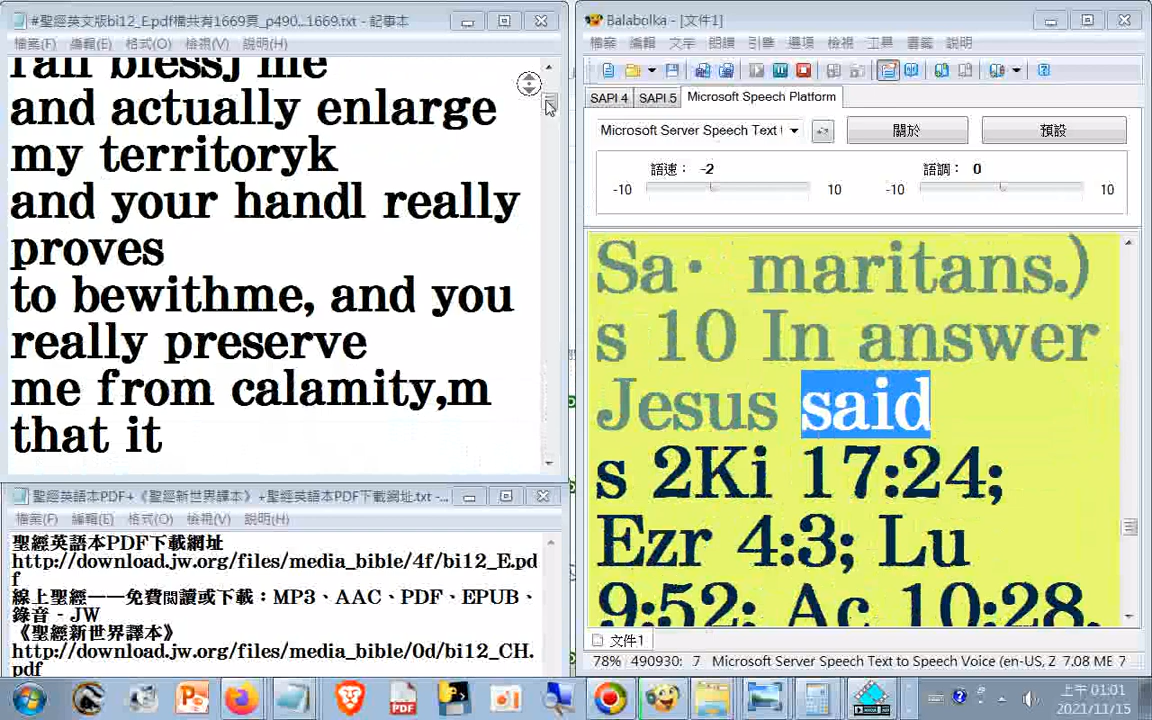 #聖經英文版bi12_E.pdf檔共有1669頁_p490...1669.txt - 記事本
檔案(F) 編輯(E) 格式(O) 檢視(V) 說明(H)
and actually enlarge
my territoryk
and your handl really
proves
to bewithme, and you
really preserve
me from calamity,m
that it
聖經英語本PDF+《聖經新世界譯本》+聖經英語本PDF下載網址.txt -...
檔案(F) 編輯(E) 格式(O) 檢視(V) 說明(H)
聖經英語本PDF下載網址
http://download.jw.org/files/media_bible/4f/bi12_E.pd
f
線上聖經——免費閱讀或下載：MP3、AAC、PDF、EPUB、
錄音 - JW
《聖經新世界譯本》
http://download.jw.org/files/media_bible/0d/bi12_CH.
pdf
Balabolka - [文件1]
檔案 編輯 文字 朗讀 引擎 選項 檢視 工具 書籤 說明
SAPI 4 SAPI 5 Microsoft Speech Platform
Microsoft Server Speech Text 關於 預設
語速： -2 語調： 0
-10 10 -10 10
Sa· maritans.)
s 10 In answer
Jesus said
s 2Ki 17:24;
Ezr 4:3; Lu
9:52; Ac 10:28.
文件1
78% 490930: 7 Microsoft Server Speech Text to Speech Voice (en-US, Z 7.08 ME 7
上午 01:01
2021/11/15